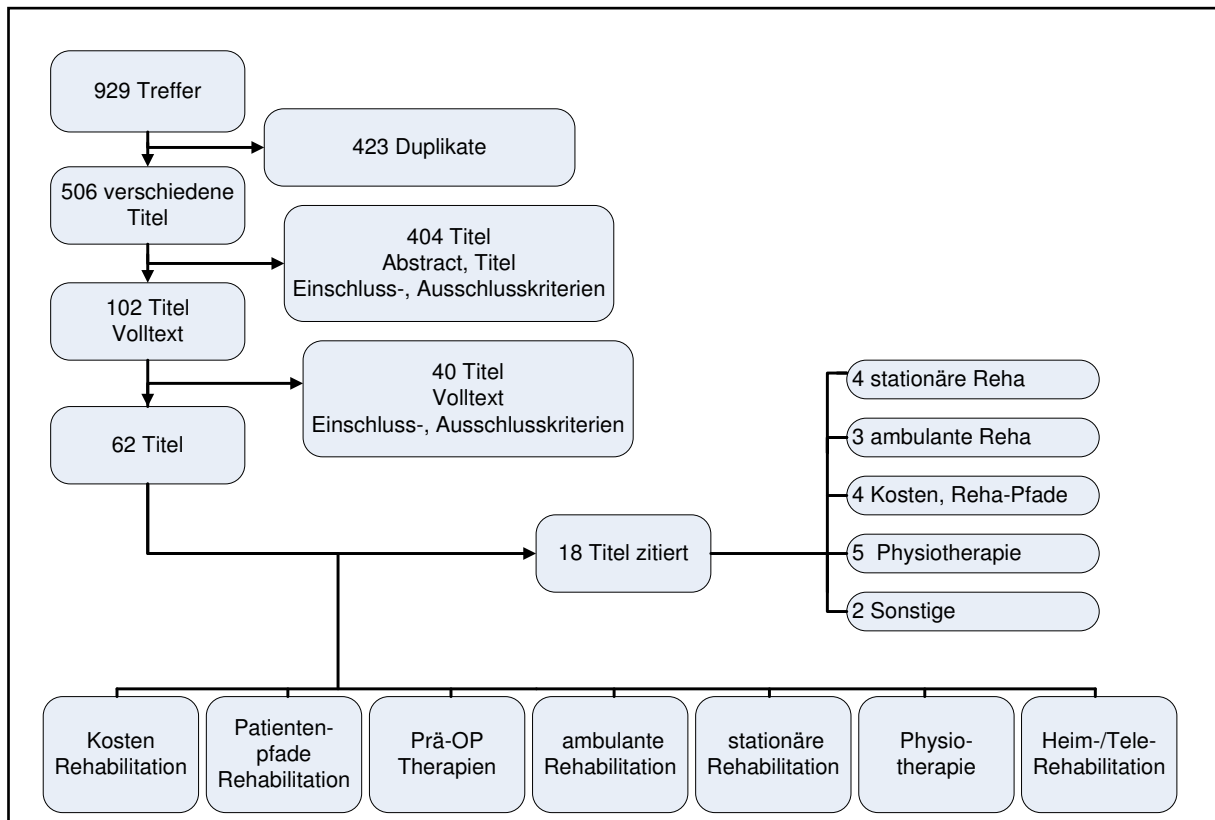 929 Treffer
423 Duplikate
506 verschiedene
Titel
404 Titel
Abstract, Titel
Einschluss-, Ausschlusskriterien
102 Titel
Volltext
40 Titel
Volltext
Einschluss-, Ausschlusskriterien
62 Titel
18 Titel zitiert
4 stationäre Reha
3 ambulante Reha
4 Kosten, Reha-Pfade
5 Physiotherapie
2 Sonstige
Kosten
Rehabilitation
Patienten-
pfade
Rehabilitation
Prä-OP
Therapien
ambulante
Rehabilitation
stationäre
Rehabilitation
Physio-
therapie
Heim-/Tele-
Rehabilitation